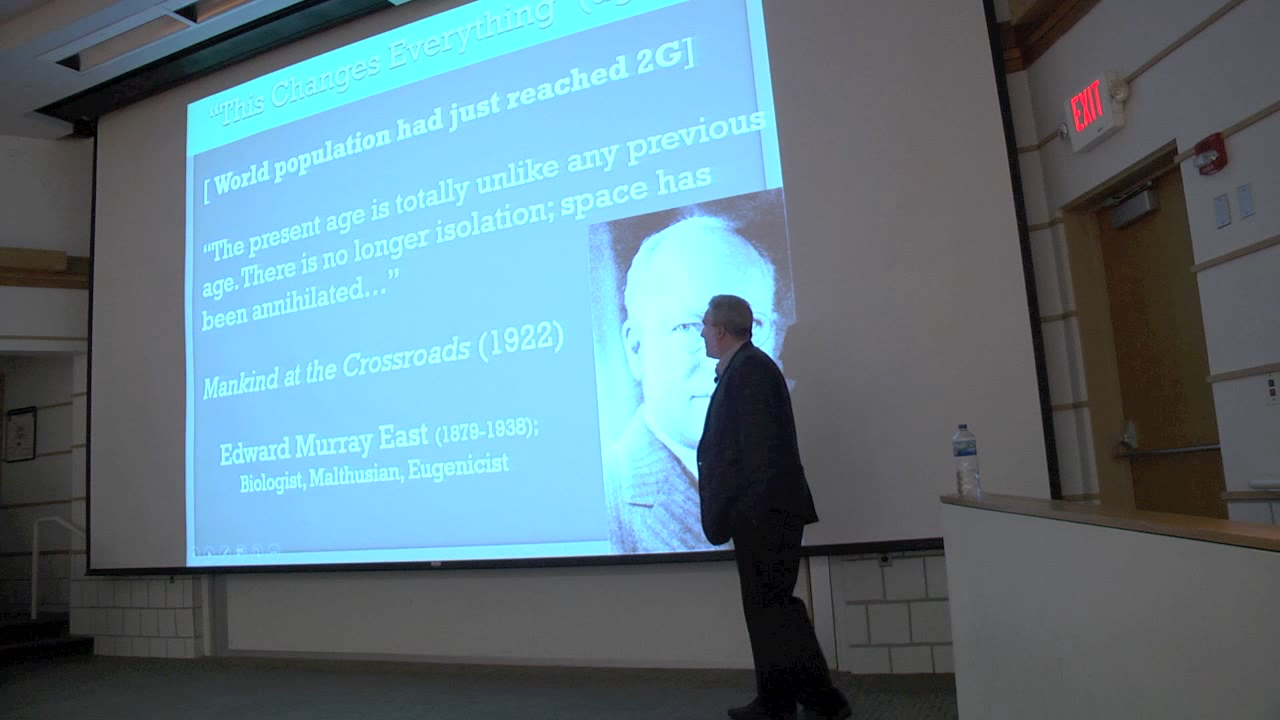 “This Changes Everything”
[ World population had just reached 2G]
“The present age is totally unlike any previous
age. There is no longer isolation; space has
been annihilated...”
Mankind at the Crossroads (1922)
Edward Murray East (1879-1938);
Biologist, Malthusian, Eugenicist
EXIT